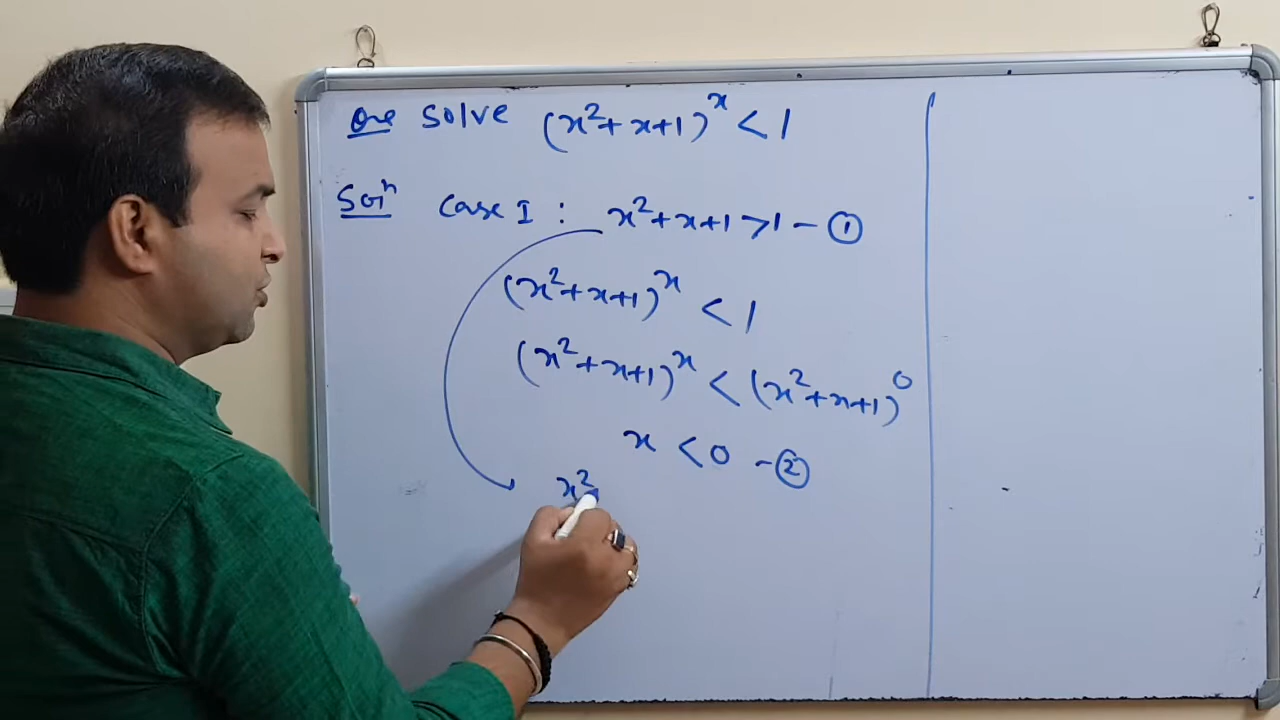 Que solve (x²+x+1)ˣ < 1
Solⁿ Case I : x²+x+1 > 1 - ①
(x²+x+1)ˣ < 1
(x²+x+1)ˣ < (x²+x+1)⁰
x < 0 - ②
x²